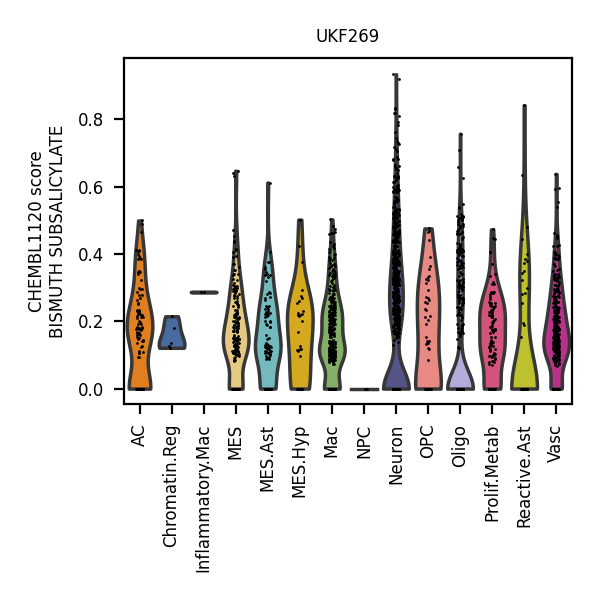 UKF269
CHEMBL1120 score
BISMUTH SUBSALICYLATE
0.8
0.6
0.4
0.2
0.0
AC
Chromatin.Reg
Inflammatory.Mac
MES
MES.Ast
MES.Hyp
Mac
NPC
Neuron
OPC
Oligo
Prolif.Metab
Reactive.Ast
Vasc